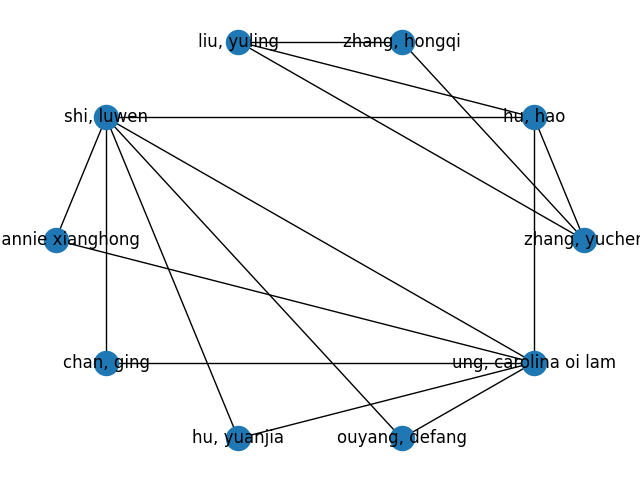 liu, yuling
zhang, hongqi
shi, luwen
hu, hao
annie xianghong
zhang, yucher
chan, ging
ung, carolina oi lam
hu, yuanjia
ouyang, defang